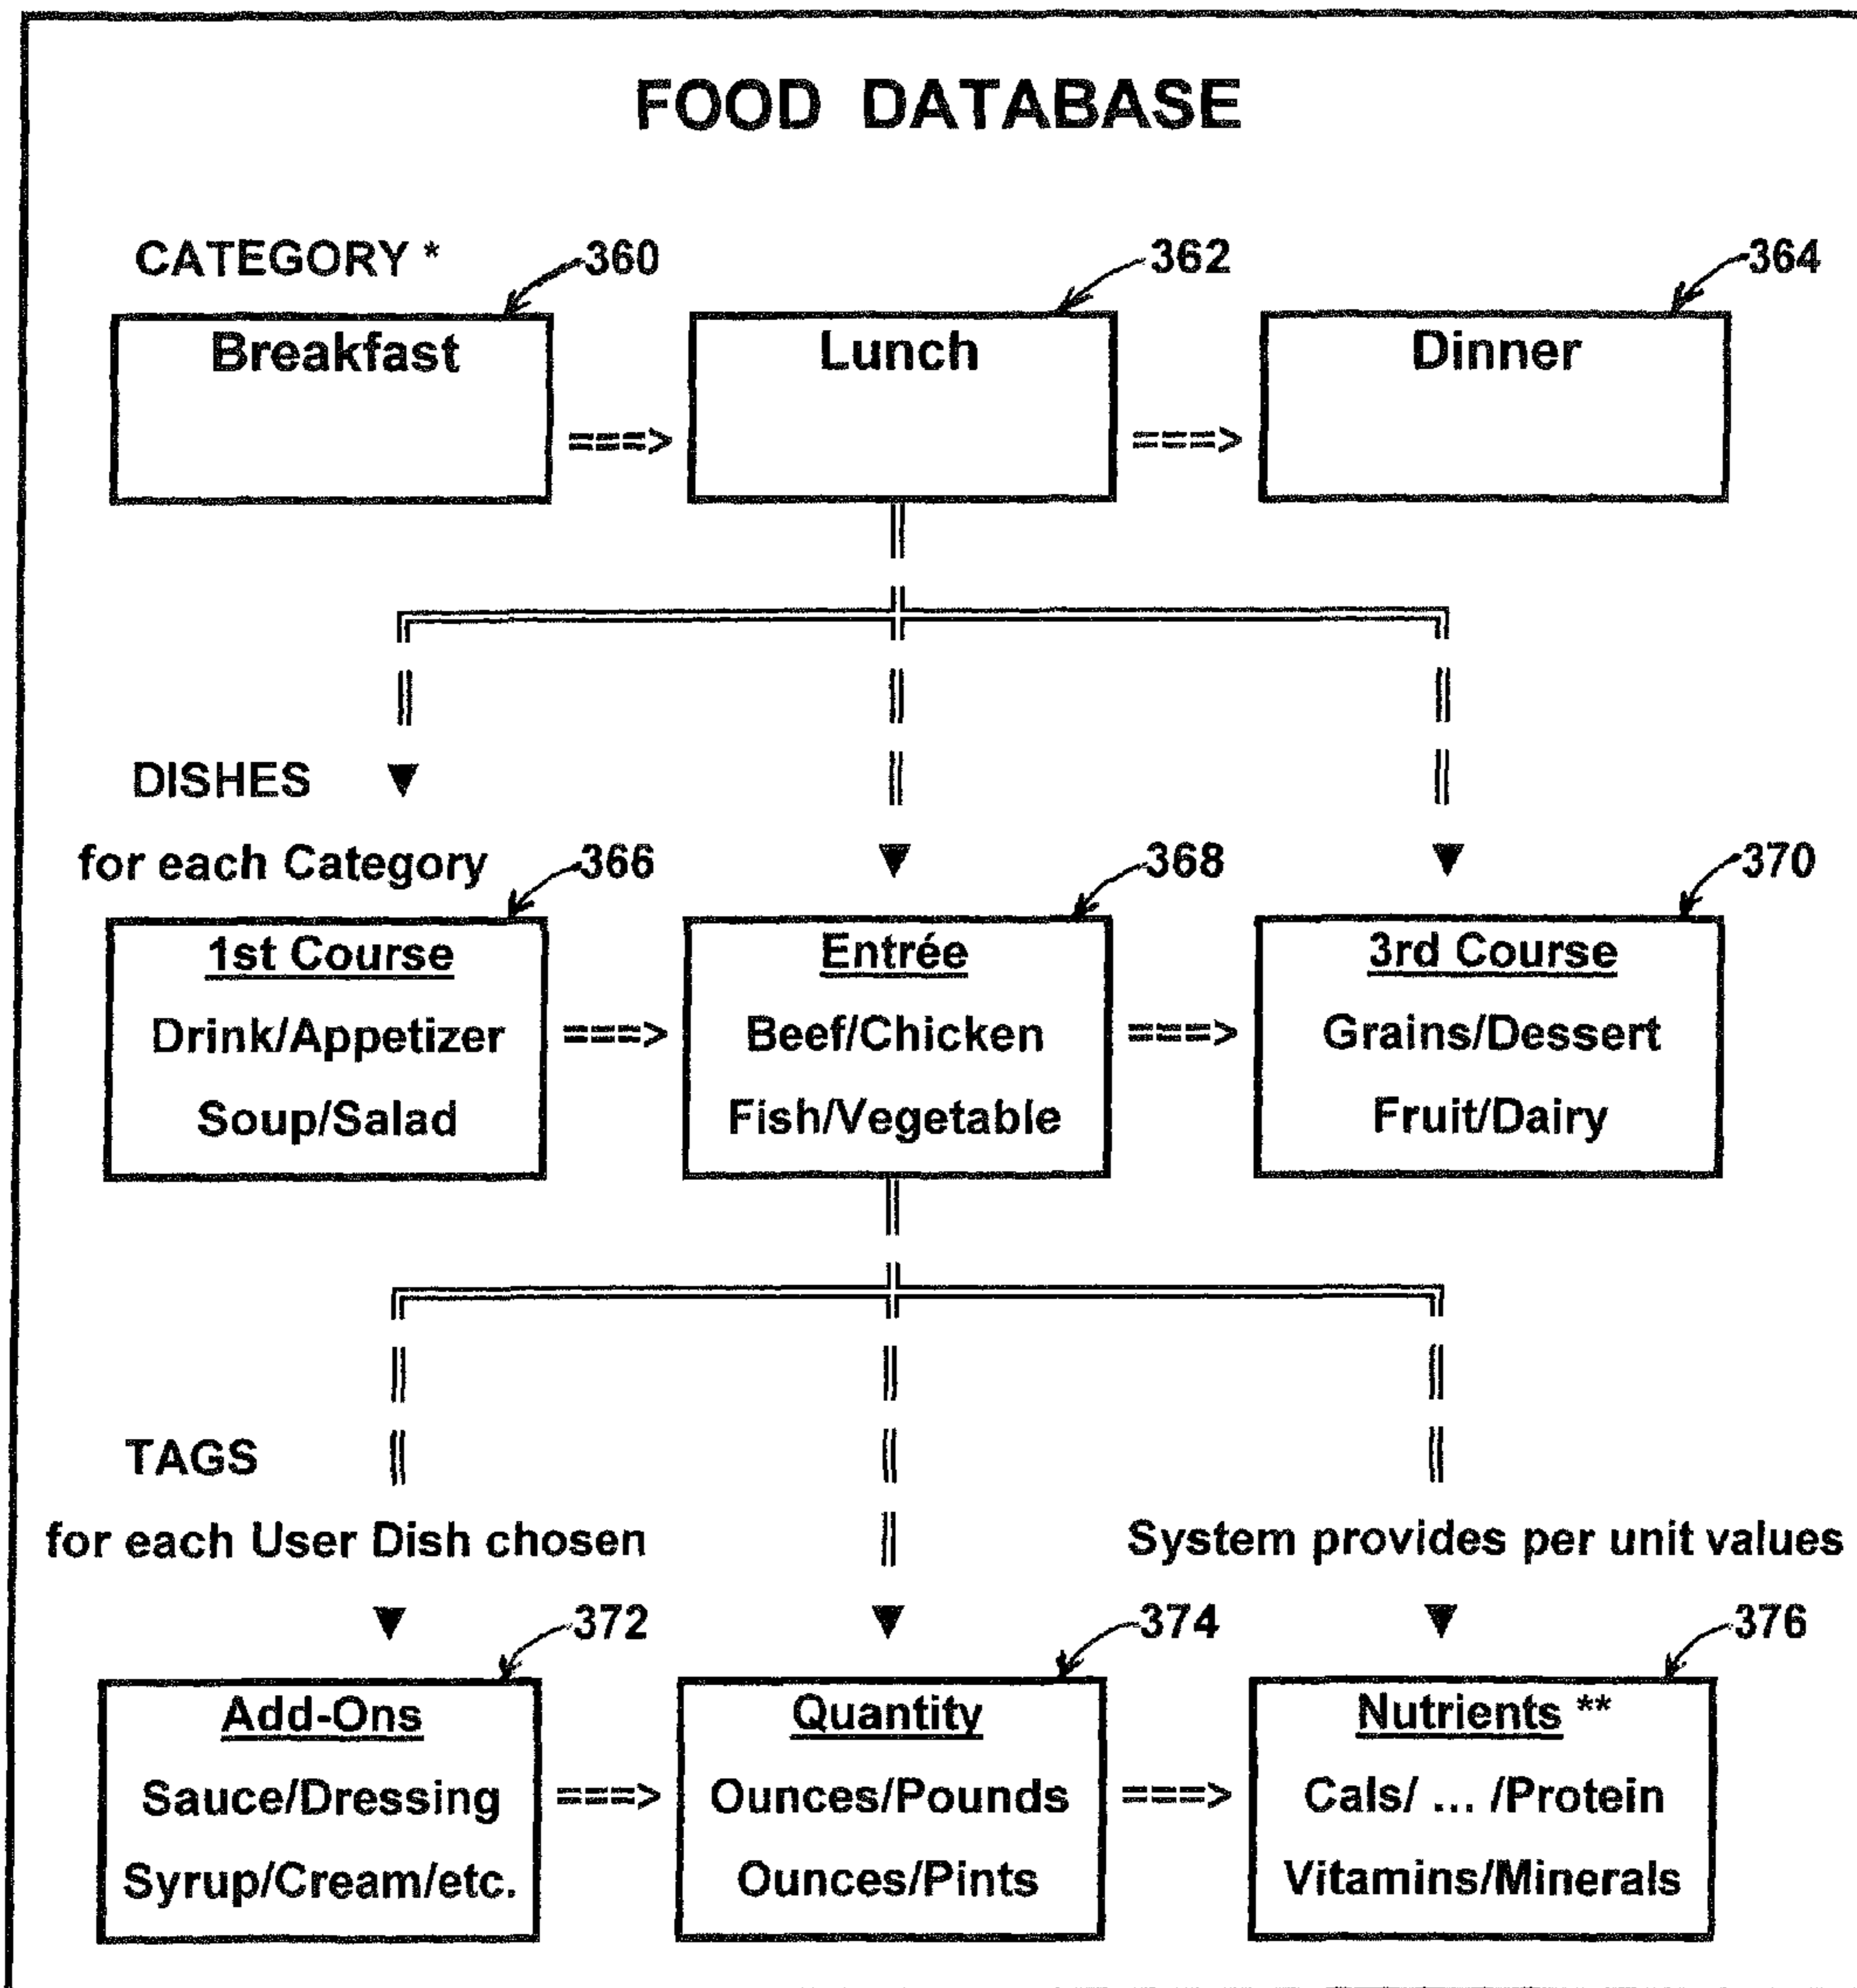 FOOD DATABASE
CATEGORY *
360
362
364
Breakfast
Lunch
Dinner
===>
===>
DISHES
for each Category
366
368
370
1st Course
Drink/Appetizer
Soup/Salad
===>
Entrée
Beef/Chicken
Fish/Vegetable
===>
3rd Course
Grains/Dessert
Fruit/Dairy
TAGS
for each User Dish chosen
System provides per unit values
372
374
376
Add-Ons
Sauce/Dressing
Syrup/Cream/etc.
===>
Quantity
Ounces/Pounds
Ounces/Pints
===>
Nutrients **
Cals/ ... /Protein
Vitamins/Minerals